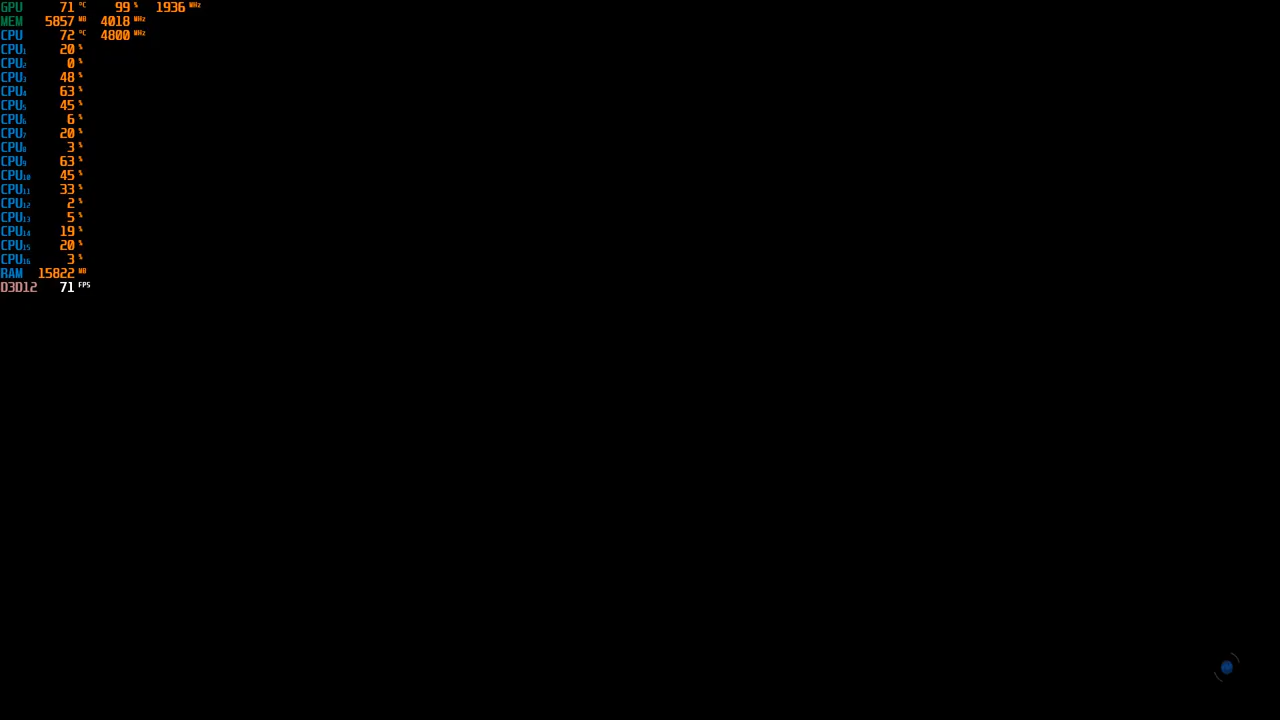 GPU 71 °C 99 % 1936 MHz
MEM 5857 MB 4018 MHz
CPU 72 °C 4800 MHz
CPU1 20 %
CPU2 0 %
CPU3 48 %
CPU4 63 %
CPU5 45 %
CPU6 6 %
CPU7 20 %
CPU8 3 %
CPU9 63 %
CPU10 45 %
CPU11 33 %
CPU12 2 %
CPU13 5 %
CPU14 19 %
CPU15 20 %
CPU16 3 %
RAM 15822 MB
D3D12 71 FPS